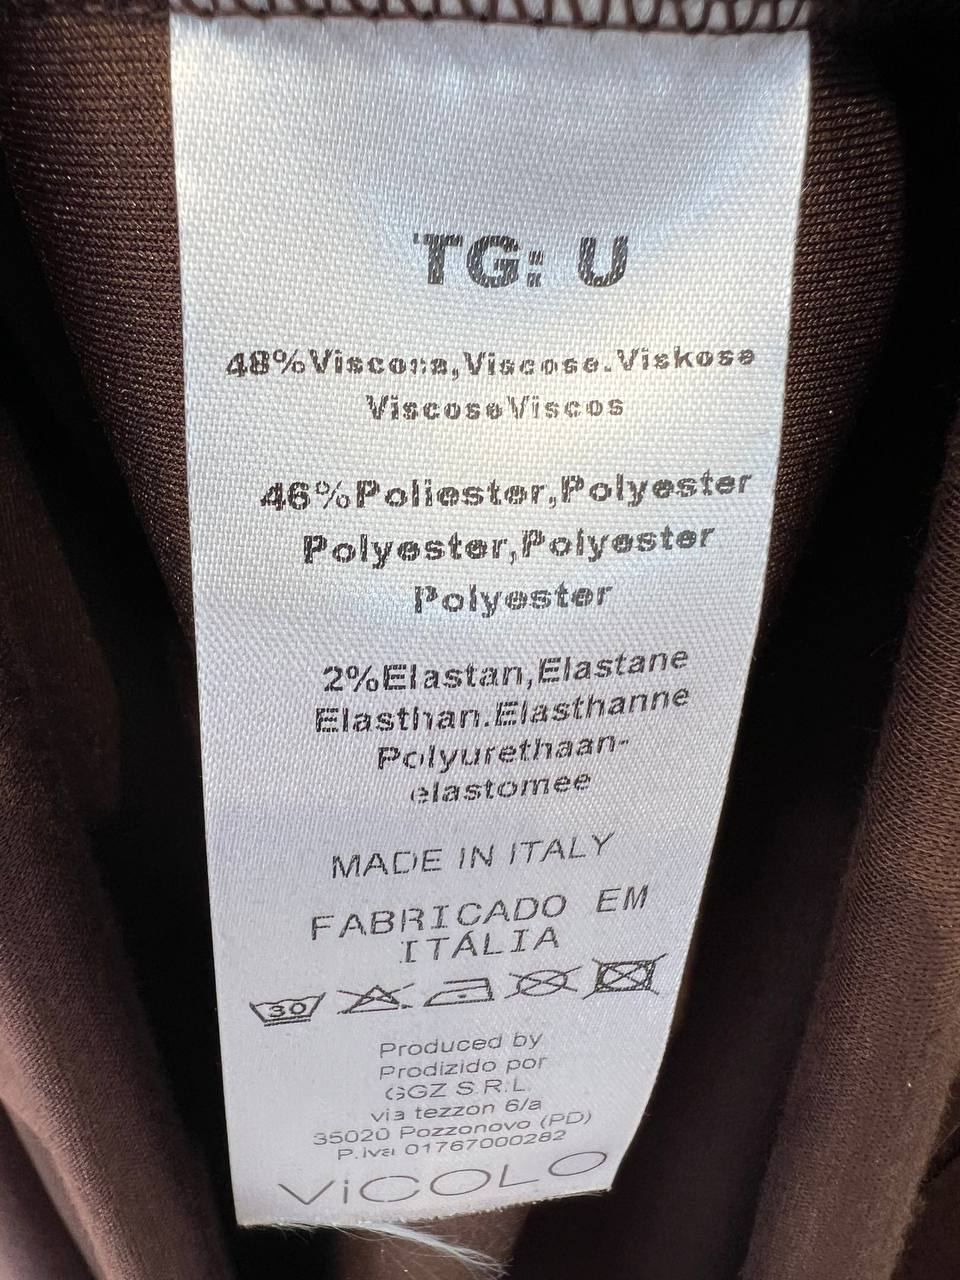 TG: U
48%Viscosa,Viscose.Viskose
ViscoseViscos
46%Poliester,Polyester
Polyester,Polyester
Polyester
2%Elastan,Elastane
Elasthan.Elasthanne
Polyurethaan-
elastomee
MADE IN ITALY
FABRICADO EM
ITÁLIA
30
Produced by
Prodizido por
GGZ S.R.L.
via tezzon 6/a
35020 Pozzonovo (PD)
P.iva 01767000282
ViCOLO